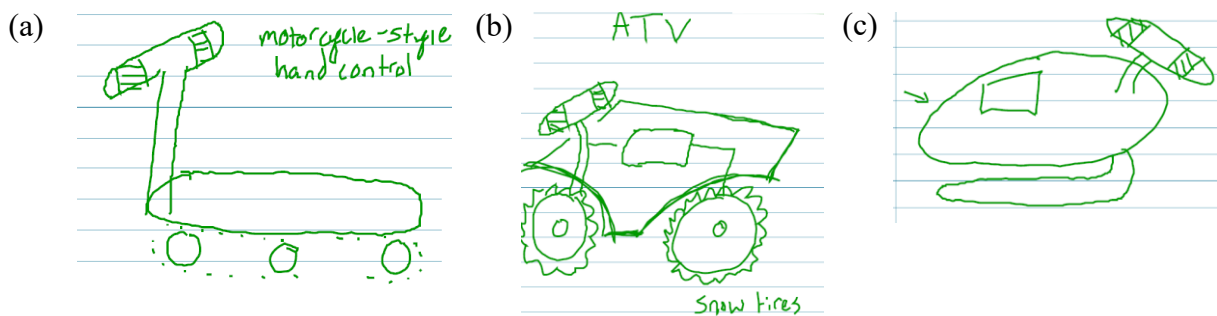 (a)
motorcycle-style
hand control
(b)
ATV
snow tires
(c)